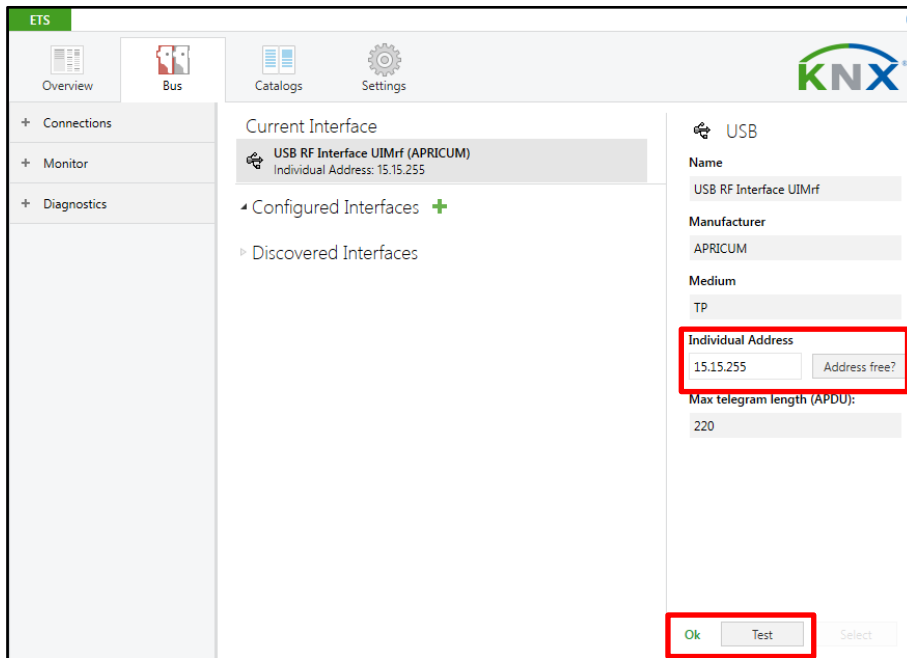 ETS
Overview
Bus
Catalogs
Settings
KNX®
+ Connections
+ Monitor
+ Diagnostics
Current Interface
USB RF Interface UIMrf (APRICUM)
Individual Address: 15.15.255
Configured Interfaces +
Discovered Interfaces
USB
Name
USB RF Interface UIMrf
Manufacturer
APRICUM
Medium
TP
Individual Address
15.15.255 Address free?
Max telegram length (APDU):
220
Ok Test Select